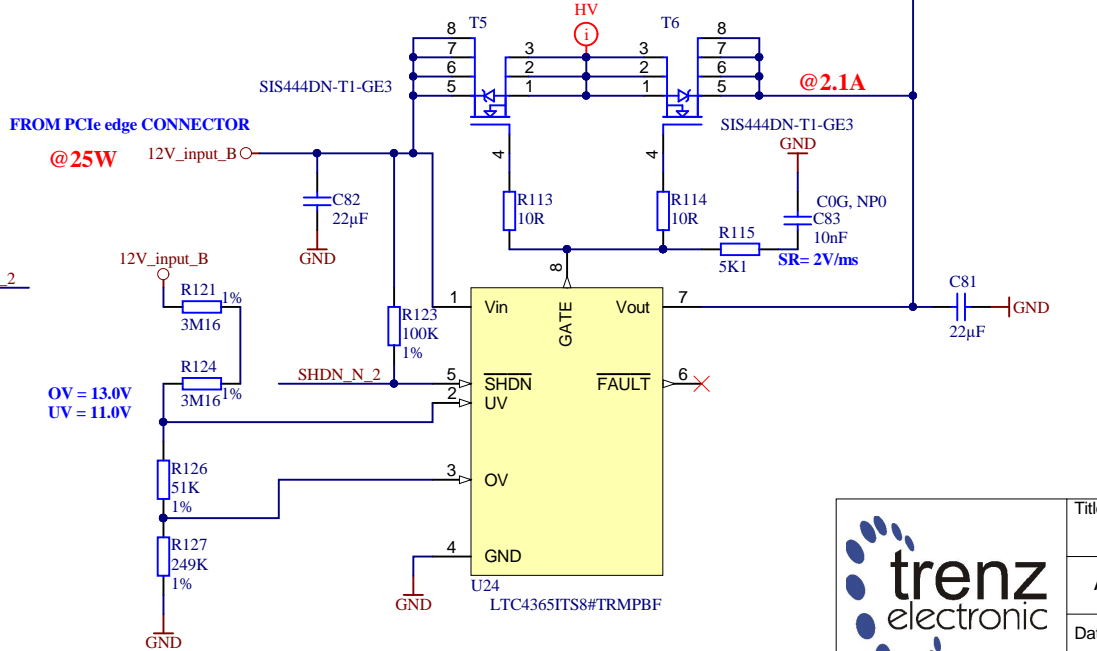 HV
T5
T6
8
7
6
5
3
2
1
3
2
1
8
7
6
5
@2.1A
SIS444DN-T1-GE3
SIS444DN-T1-GE3
FROM PCIe edge CONNECTOR
@25W
12V_input_B
4
4
GND
C82
22µF
GND
R113
10R
R114
10R
C0G, NP0
C83
10nF
R115
5K1
SR= 2V/ms
12V_input_B
_2
R121
1%
3M16
R124
1%
3M16
OV = 13.0V
UV = 11.0V
R123
100K
1%
SHDN_N_2
8
GATE
1
Vin
Vout
7
C81
22µF
GND
5
SHDN
2
UV
FAULT
6
3
OV
4
GND
GND
R126
51K
1%
R127
249K
1%
GND
U24
LTC4365ITS8#TRMPBF
trenz
electronic
Title
Dat